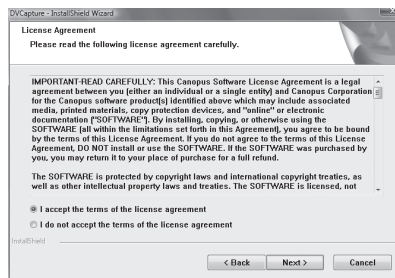 DVCapture - InstallShield Wizard
License Agreement
Please read the following license agreement carefully.
IMPORTANT-READ CAREFULLY: This Canopus Software License Agreement is a legal
agreement between you (either an individual or a single entity) and Canopus Corporation
for the Canopus software product(s) identified above which may include associated
media, printed materials, copy protection devices, and "online" or electronic
documentation ("SOFTWARE"). By installing, copying, or otherwise using the
SOFTWARE (all within the limitations set forth in this Agreement), you agree to be bound
by the terms of this License Agreement. If you do not agree to the terms of this License
Agreement, DO NOT install or use the SOFTWARE. If the SOFTWARE was purchased by
you, you may return it to your place of purchase for a full refund.
The SOFTWARE is protected by copyright laws and international copyright treaties, as
well as other intellectual property laws and treaties. The SOFTWARE is licensed, not
I accept the terms of the license agreement
I do not accept the terms of the license agreement
InstallShield
< Back Next > Cancel